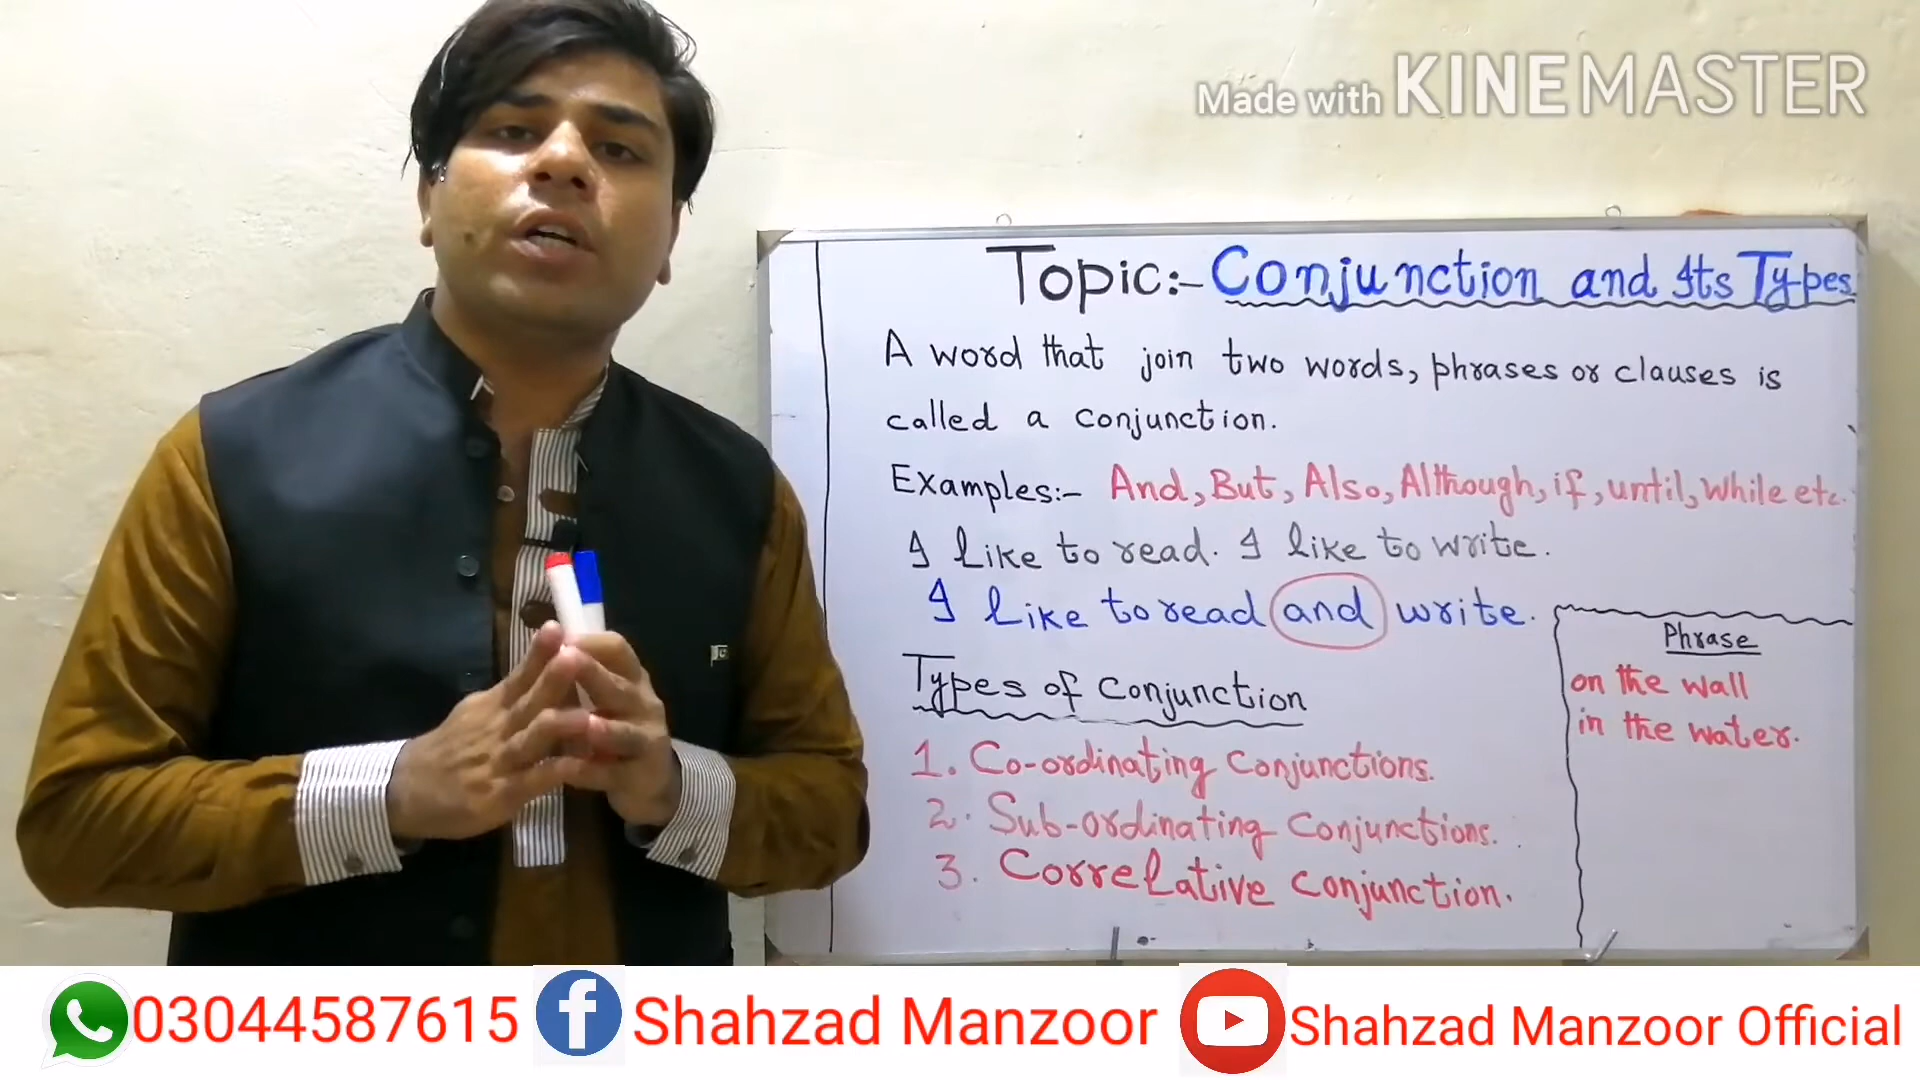 Made with KINEMASTER
Topic:- Conjunction and Its Types
A word that join two words, phrases or clauses is
called a conjunction.
Examples:- And, But, Also, Although, if, until, while etc.
I like to read. I like to write.
I like to read and write.
Types of Conjunction
1. Co-ordinating Conjunctions.
2. Sub-ordinating Conjunctions.
3. Correlative Conjunction.
Phrase
on the wall
in the water.
03044587615 Shahzad Manzoor Shahzad Manzoor Official